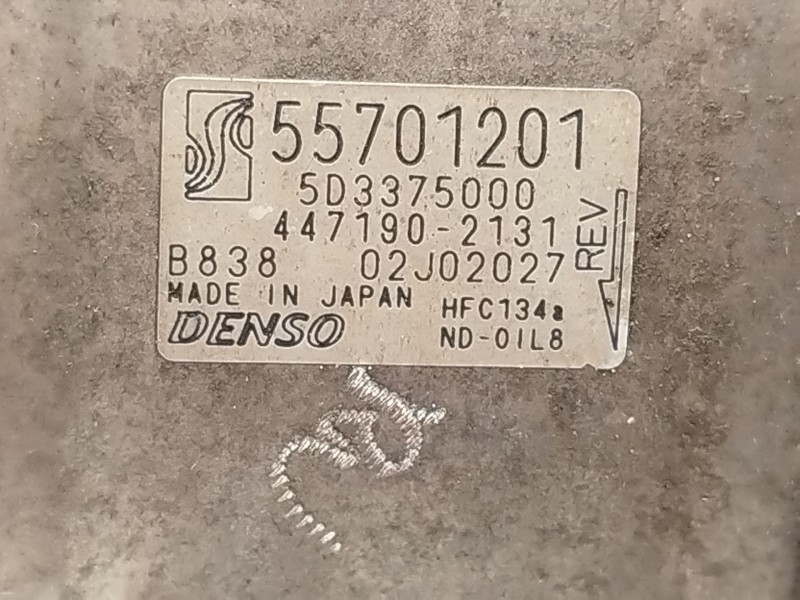 55701201
5D3375000
447190-2131
B838 02J02027
MADE IN JAPAN HFC134a
DENSO ND-OIL8
REV